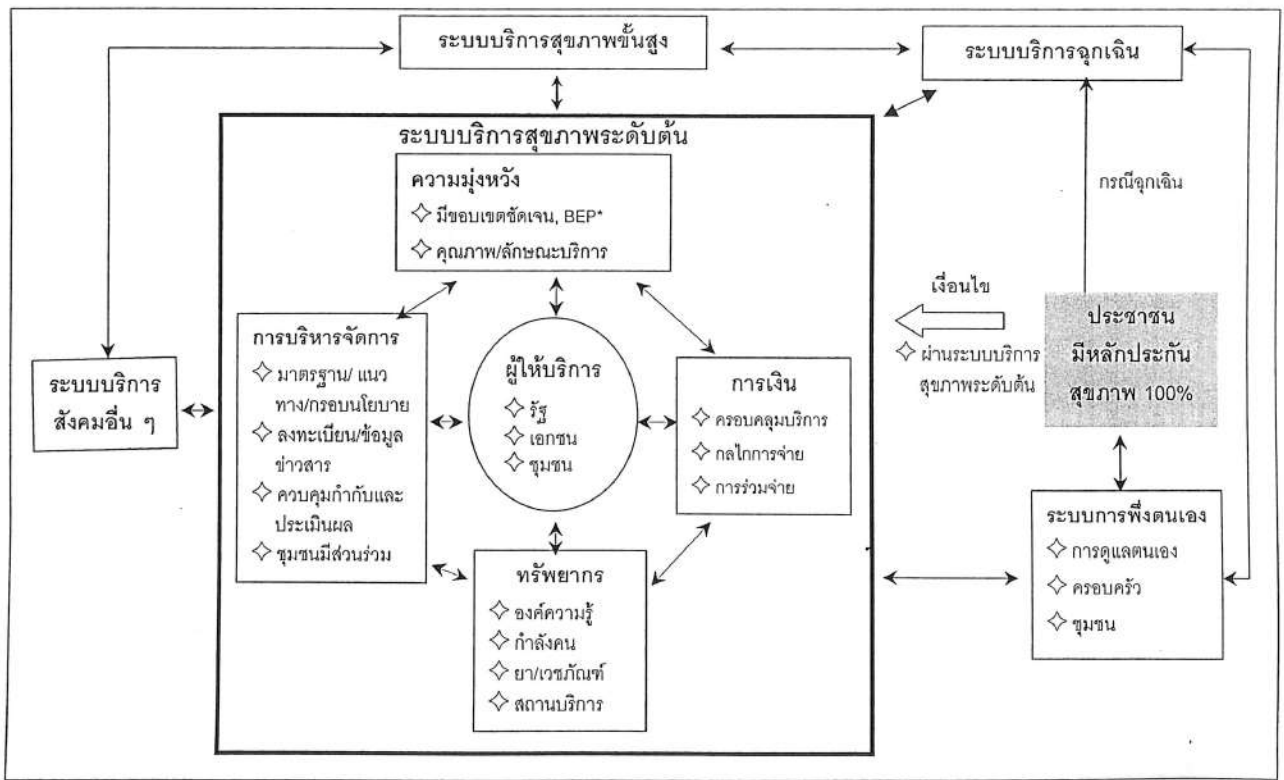 ระบบบริการสุขภาพขั้นสูง
ระบบบริการฉุกเฉิน
ระบบบริการสุขภาพระดับต้น
ความมุ่งหวัง
มีขอบเขตชัดเจน, BEP*
คุณภาพ/ลักษณะบริการ
กรณีฉุกเฉิน
เงื่อนไข
ผ่านระบบบริการ
สุขภาพระดับต้น
ประชาชน
มีหลักประกัน
สุขภาพ 100%
ระบบบริการ
สังคมอื่น ๆ
การบริหารจัดการ
มาตรฐาน/ แนว
ทาง/กรอบนโยบาย
ลงทะเบียน/ข้อมูล
ข่าวสาร
ควบคุมกำกับและ
ประเมินผล
ชุมชนมีส่วนร่วม
ผู้ให้บริการ
รัฐ
เอกชน
ชุมชน
การเงิน
ครอบคลุมบริการ
กลไกการจ่าย
การร่วมจ่าย
ทรัพยากร
องค์ความรู้
กำลังคน
ยา/เวชภัณฑ์
สถานบริการ
ระบบการพึ่งตนเอง
การดูแลตนเอง
ครอบครัว
ชุมชน